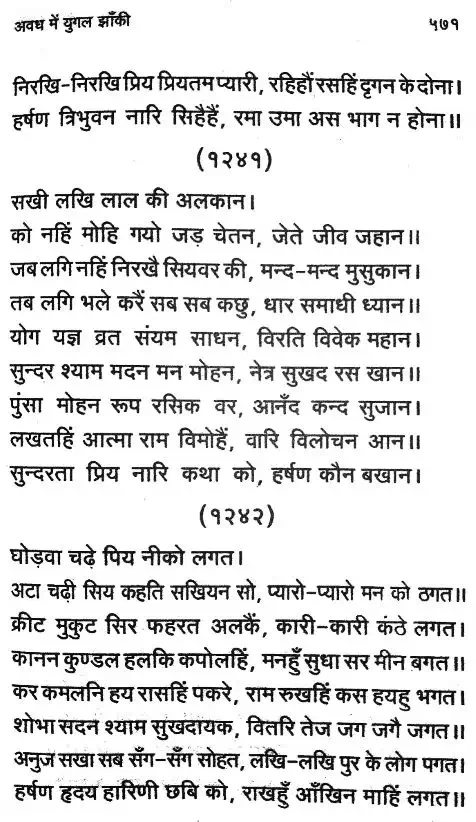 अवध में युगल झाँकी ५७१
निरखि-निरखि प्रिय प्रियतम प्यारी, रहिहौं रसहिं दृगन के दोना।
हर्षण त्रिभुवन नारि सिहैहैं, रमा उमा अस भाग न होना॥
(१२४१)
सखी लखि लाल की अलकान।
को नहिं मोहि गयो जड़ चेतन, जेते जीव जहान॥
जब लगि नहिं निरखै सियवर की, मन्द-मन्द मुसुकान।
तब लगि भले करैं सब सब कछु, धार समाधी ध्यान॥
योग यज्ञ व्रत संयम साधन, विरति विवेक महान।
सुन्दर श्याम मदन मन मोहन, नेत्र सुखद रस खान॥
पुंसा मोहन रूप रसिक वर, आनँद कन्द सुजान।
लखतहिं आत्मा राम विमोहैं, वारि विलोचन आन॥
सुन्दरता प्रिय नारि कथा को, हर्षण कौन बखान।
(१२४२)
घोड़वा चढ़े पिय नीको लगत।
अटा चढ़ी सिय कहति सखियन सो, प्यारो-प्यारो मन को ठगत॥
क्रीट मुकुट सिर फहरत अलकैं, कारी-कारी कंठे लगत।
कानन कुण्डल हलकि कपोलहिं, मनहुँ सुधा सर मीन बगत॥
कर कमलनि हय रासहिं पकरे, राम रुखहिं कस हयहु भगत।
शोभा सदन श्याम सुखदायक, वितरि तेज जग जगै जगत॥
अनुज सखा सब सँग-सँग सोहत, लखि-लखि पुर के लोग पगत।
हर्षण हृदय हारिणी छबि को, राखहुँ आँखिन माहिं लगत॥